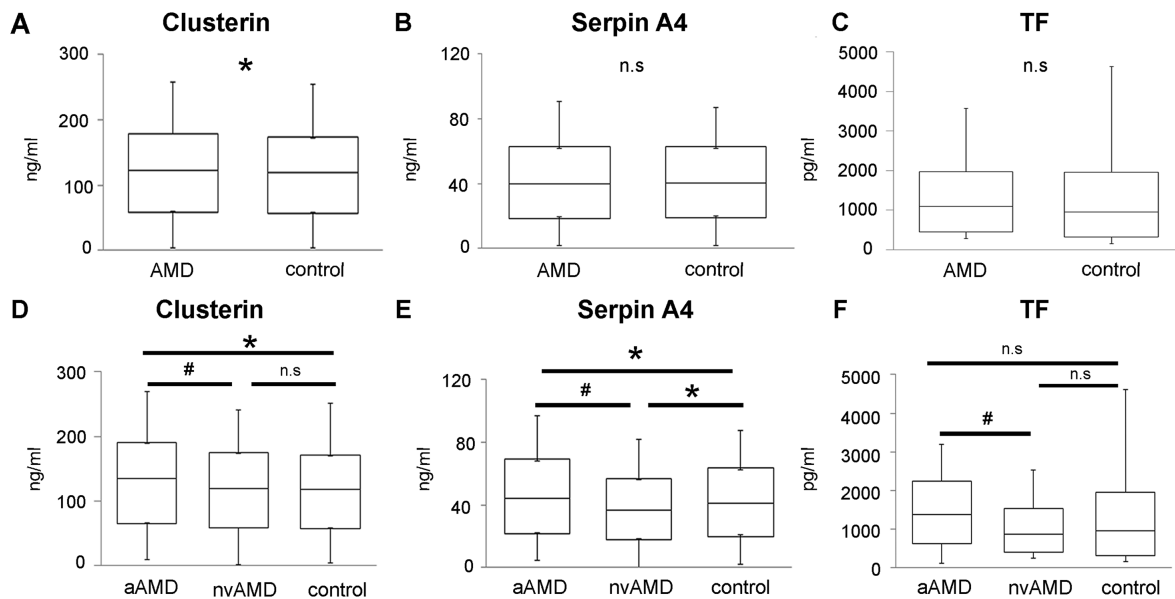 A Clusterin
300
200
100
0
ng/ml
*
AMD control
B Serpin A4
120
80
40
0
ng/ml
n.s
AMD control
C TF
5000
4000
3000
2000
1000
0
pg/ml
n.s
AMD control
D Clusterin
*
# n.s
300
200
100
0
ng/ml
aAMD nvAMD control
E Serpin A4
*
# *
120
80
40
0
ng/ml
aAMD nvAMD control
F TF
n.s
n.s
#
5000
4000
3000
2000
1000
0
pg/ml
aAMD nvAMD control